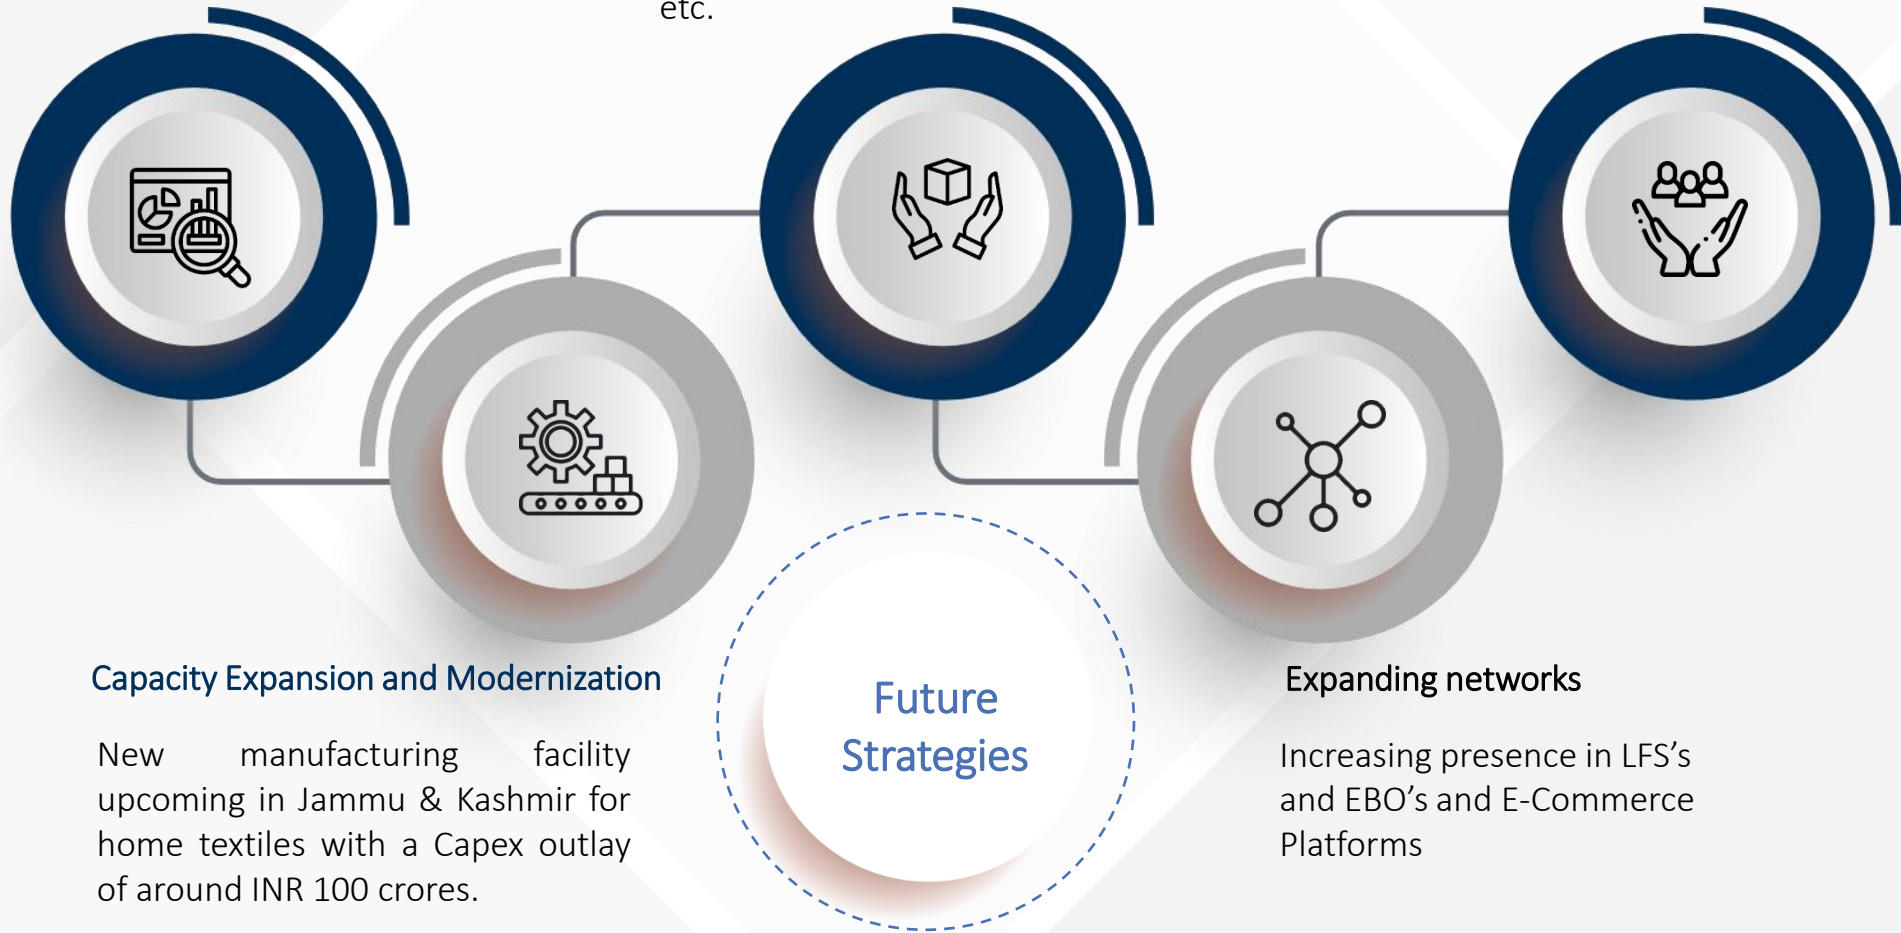 etc.
Capacity Expansion and Modernization
New manufacturing facility
upcoming in Jammu & Kashmir for
home textiles with a Capex outlay
of around INR 100 crores.
Future
Strategies
Expanding networks
Increasing presence in LFS’s
and EBO’s and E-Commerce
Platforms